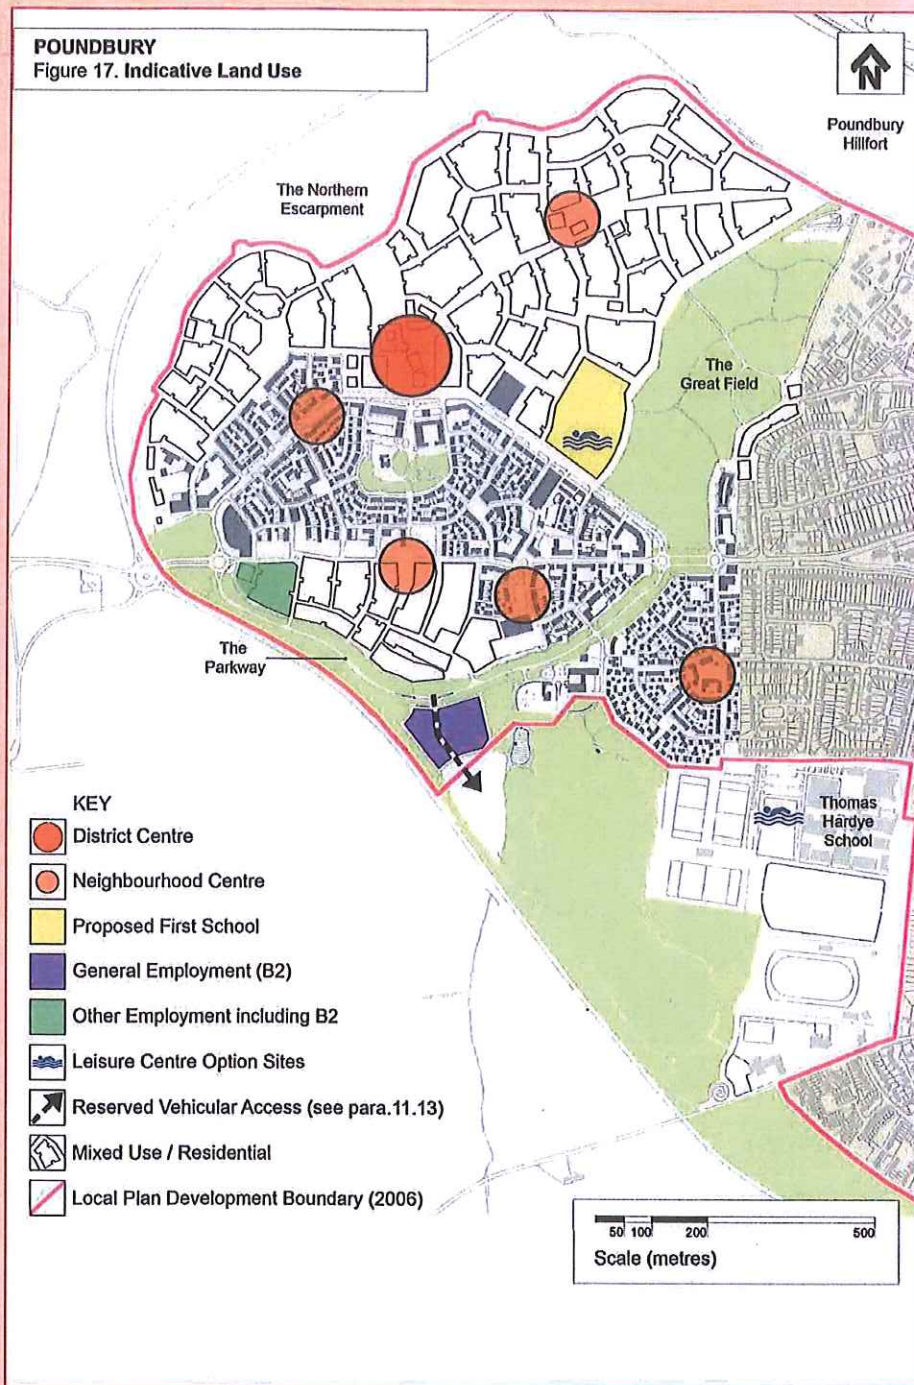 POUNDBURY
Figure 17. Indicative Land Use
N
Poundbury
Hillfort
The Northern
Escarpment
The
Great Field
The
Parkway
Thomas
Hardye
School
KEY
District Centre
Neighbourhood Centre
Proposed First School
General Employment (B2)
Other Employment including B2
Leisure Centre Option Sites
Reserved Vehicular Access (see para.11.13)
Mixed Use / Residential
Local Plan Development Boundary (2006)
50 100 200 500
Scale (metres)